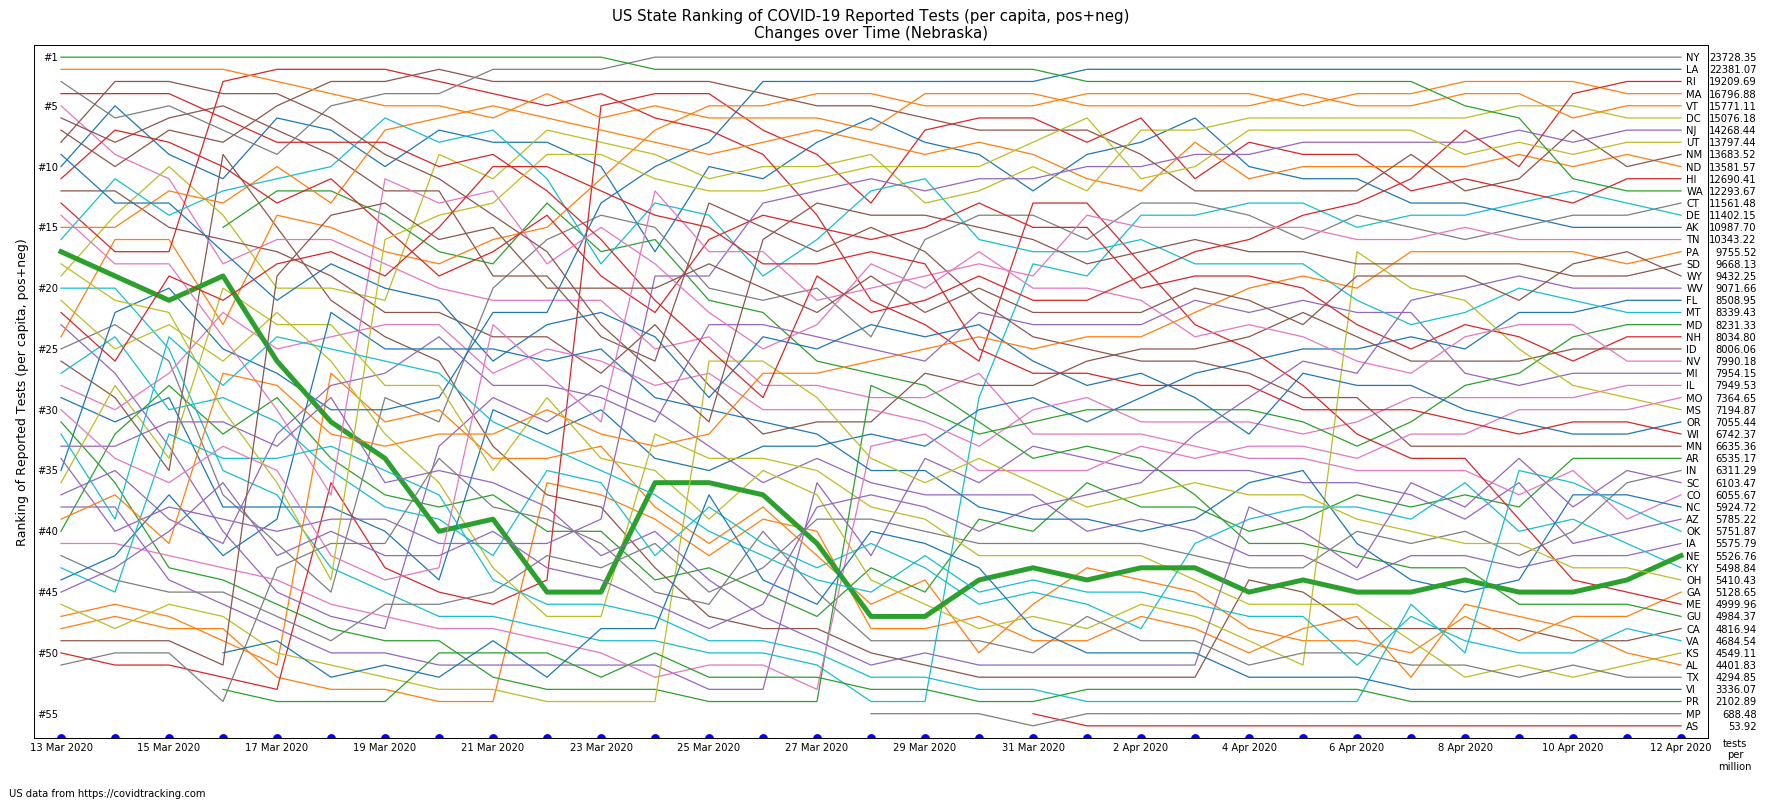 US State Ranking of COVID-19 Reported Tests (per capita, pos+neg)
Changes over Time (Nebraska)
Ranking of Reported Tests (per capita, pos+neg)
#1
#5
#10
#15
#20
#25
#30
#35
#40
#45
#50
#55
NY 23728.35
LA 22381.07
RI 19209.69
MA 16796.88
VT 15771.11
DC 15076.18
NJ 14268.44
UT 13797.44
NM 13683.52
ND 13581.57
HI 12690.41
WA 12293.67
CT 11561.48
DE 11402.15
AK 10987.70
TN 10343.22
PA 9755.52
SD 9668.13
WY 9432.25
WV 9071.66
FL 8508.95
MT 8339.43
MD 8231.33
NH 8034.80
ID 8006.06
NV 7990.18
MI 7954.15
IL 7949.53
MO 7364.65
MS 7194.87
OR 7055.44
WI 6742.37
MN 6635.36
AR 6535.17
IN 6311.29
SC 6103.47
CO 6055.67
NC 5924.72
AZ 5785.22
OK 5751.87
IA 5575.79
NE 5526.76
KY 5498.84
OH 5410.43
GA 5128.65
ME 4999.96
GU 4984.37
CA 4816.94
VA 4684.54
KS 4549.11
AL 4401.83
TX 4294.85
VI 3336.07
PR 2102.89
MP 688.48
AS 53.92
13 Mar 2020 15 Mar 2020 17 Mar 2020 19 Mar 2020 21 Mar 2020 23 Mar 2020 25 Mar 2020 27 Mar 2020 29 Mar 2020 31 Mar 2020 2 Apr 2020 4 Apr 2020 6 Apr 2020 8 Apr 2020 10 Apr 2020 12 Apr 2020
tests
per
million
US data from https://covidtracking.com